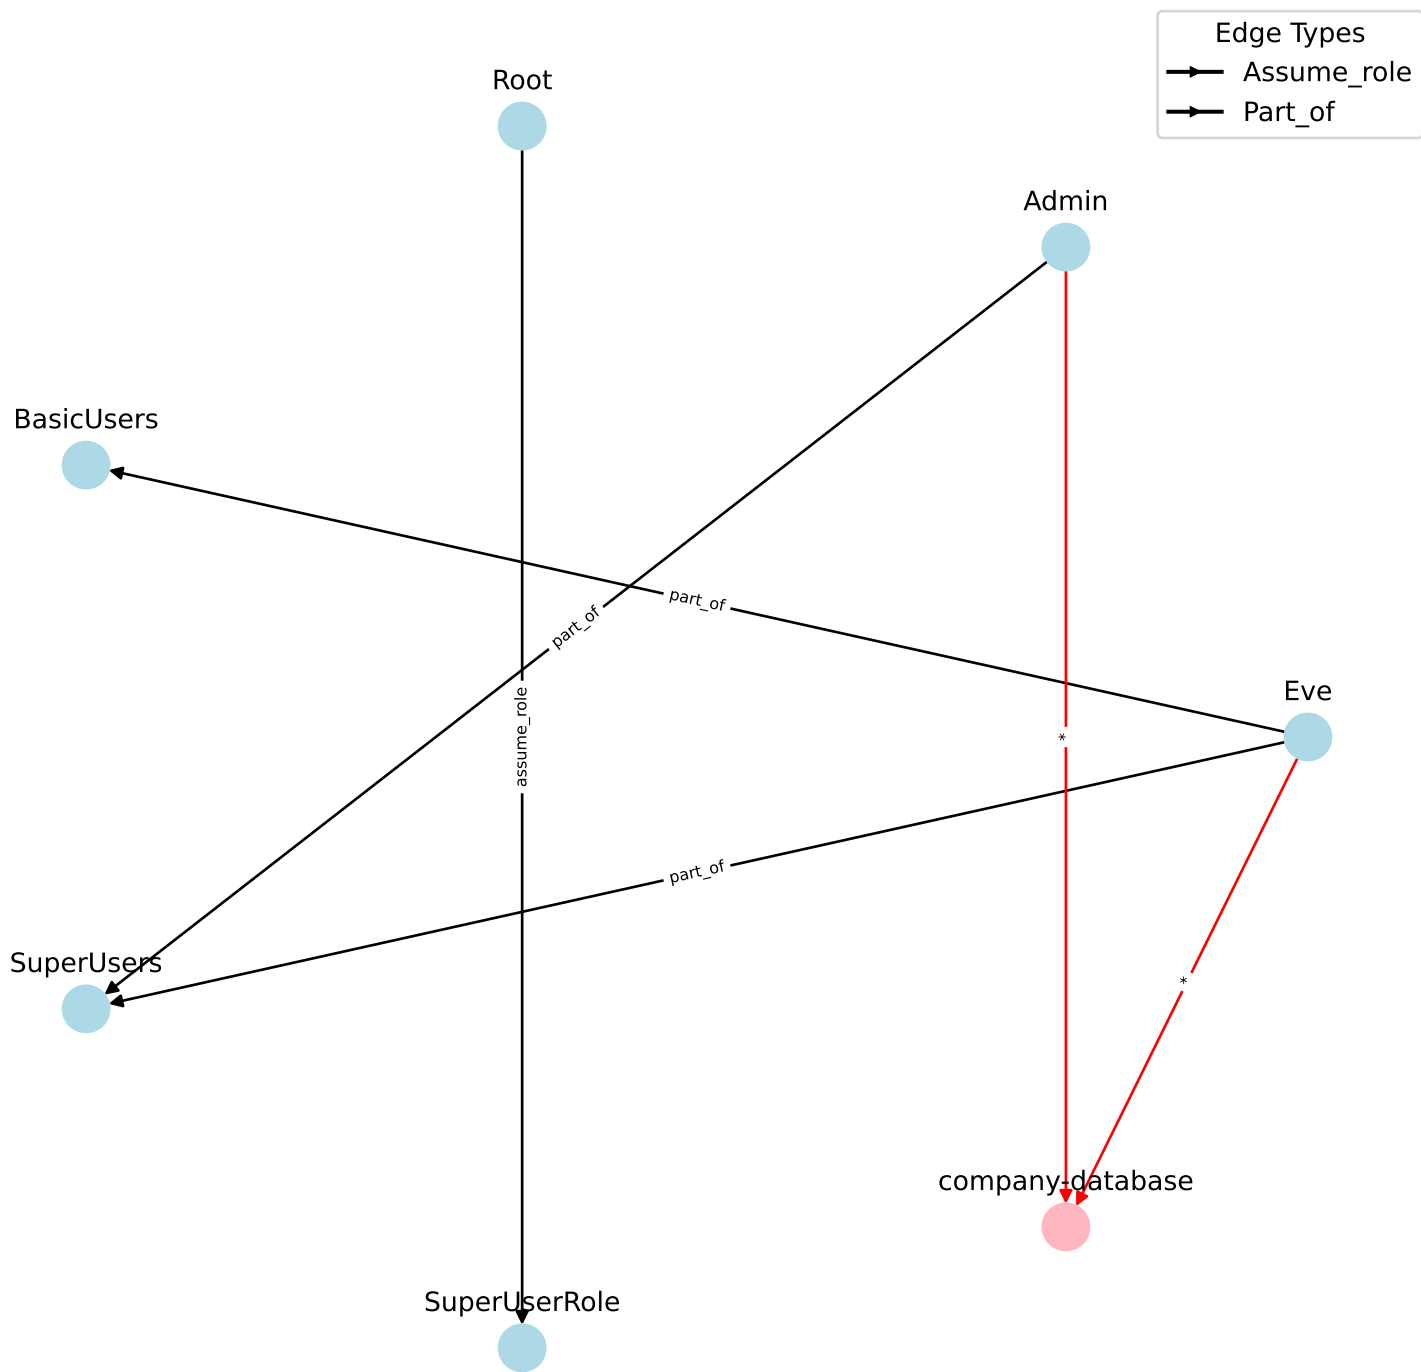 Edge Types
Assume_role
Part_of
Root
Admin
BasicUsers
part_of
part_of
Eve
assume_role
*
part_of
SuperUsers
*
company-database
SuperUserRole